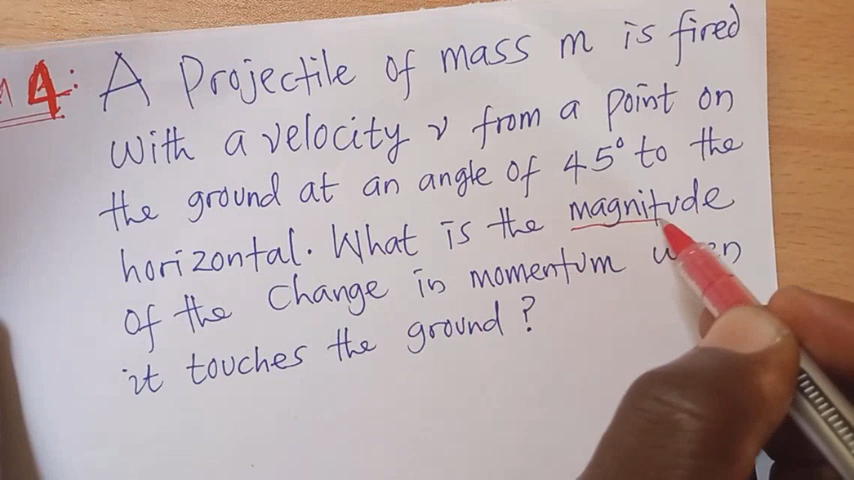 4: A Projectile of mass m is fired
with a velocity v from a point on
the ground at an angle of 45° to the
horizontal. What is the magnitude
of the change in momentum
it touches the ground?